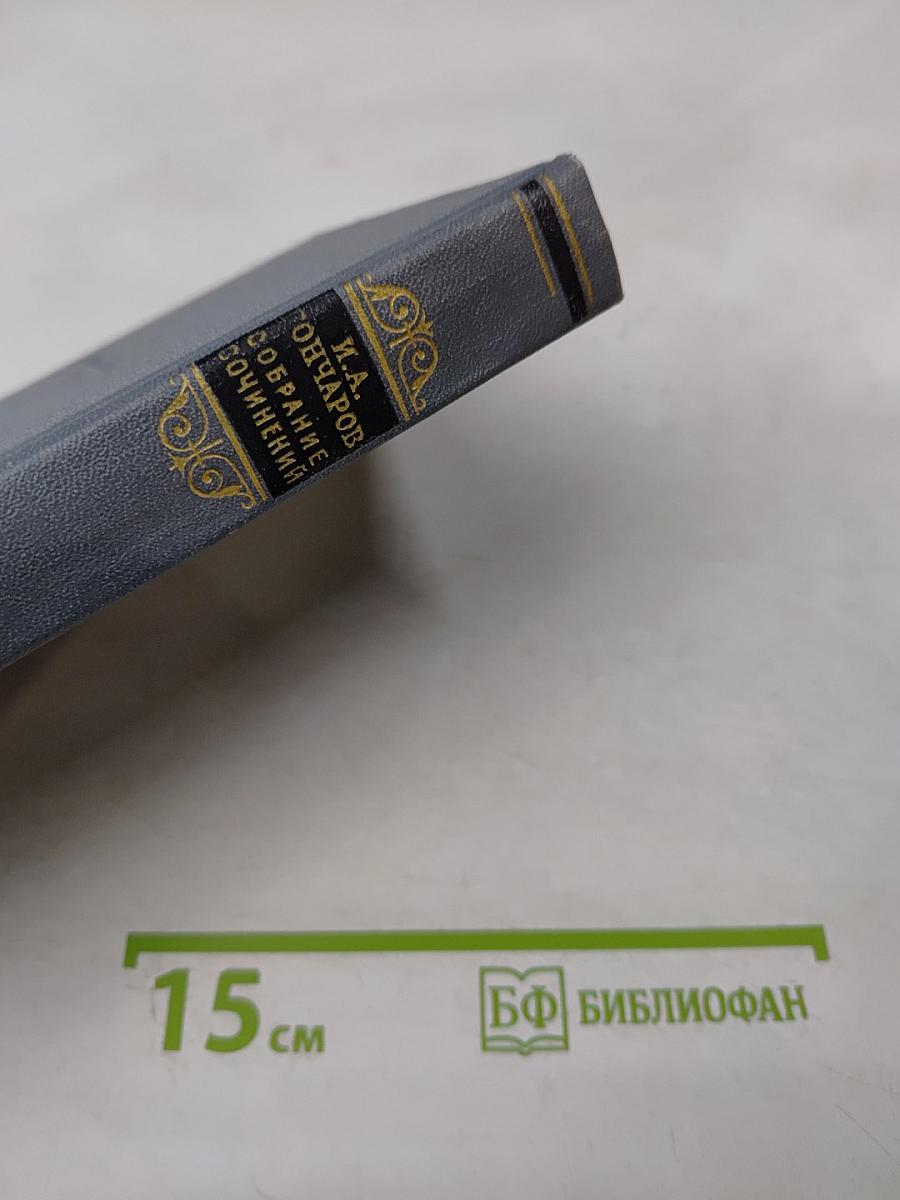 И.А.
ГОНЧАРОВ
СОБРАНИЕ
СОЧИНЕНИЙ
15 см
БФ БИБЛИОФАН